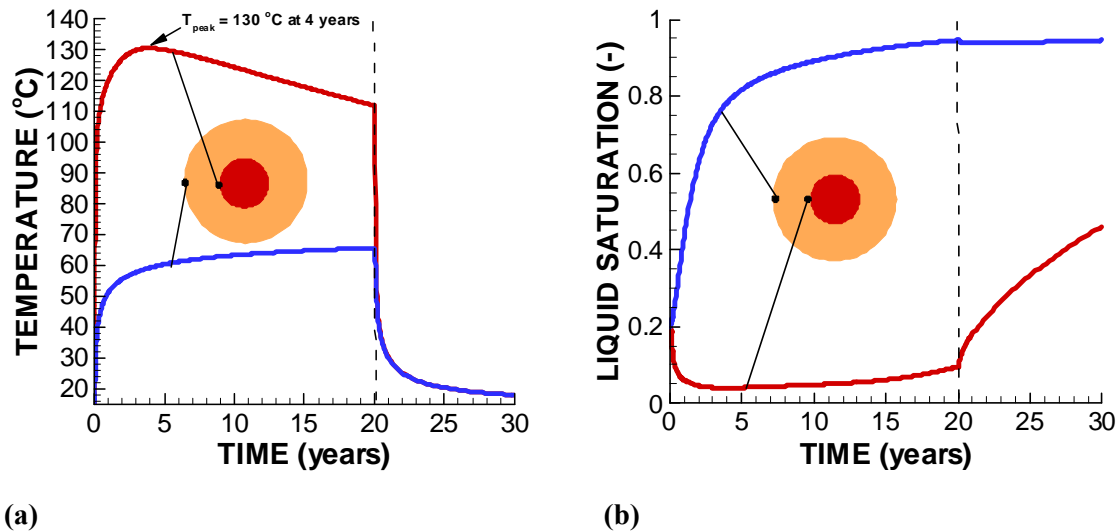 T_peak = 130 °C at 4 years
TEMPERATURE (°C)
140
130
120
110
100
90
80
70
60
50
40
30
20
0 5 10 15 20 25 30
TIME (years)
(a)
LIQUID SATURATION (-)
1
0.8
0.6
0.4
0.2
0
0 5 10 15 20 25 30
TIME (years)
(b)